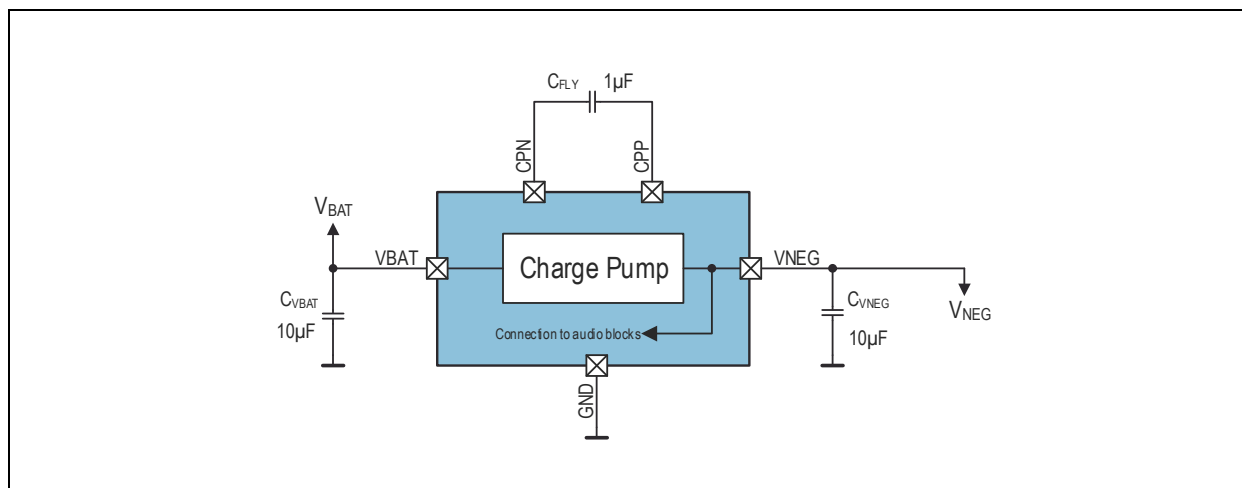 CFLY 1µF
CPN
CPP
VBAT
VBAT
Charge Pump
VNEG
CVBAT
10µF
CVNEG
10µF
VNEG
Connection to audio blocks
GND